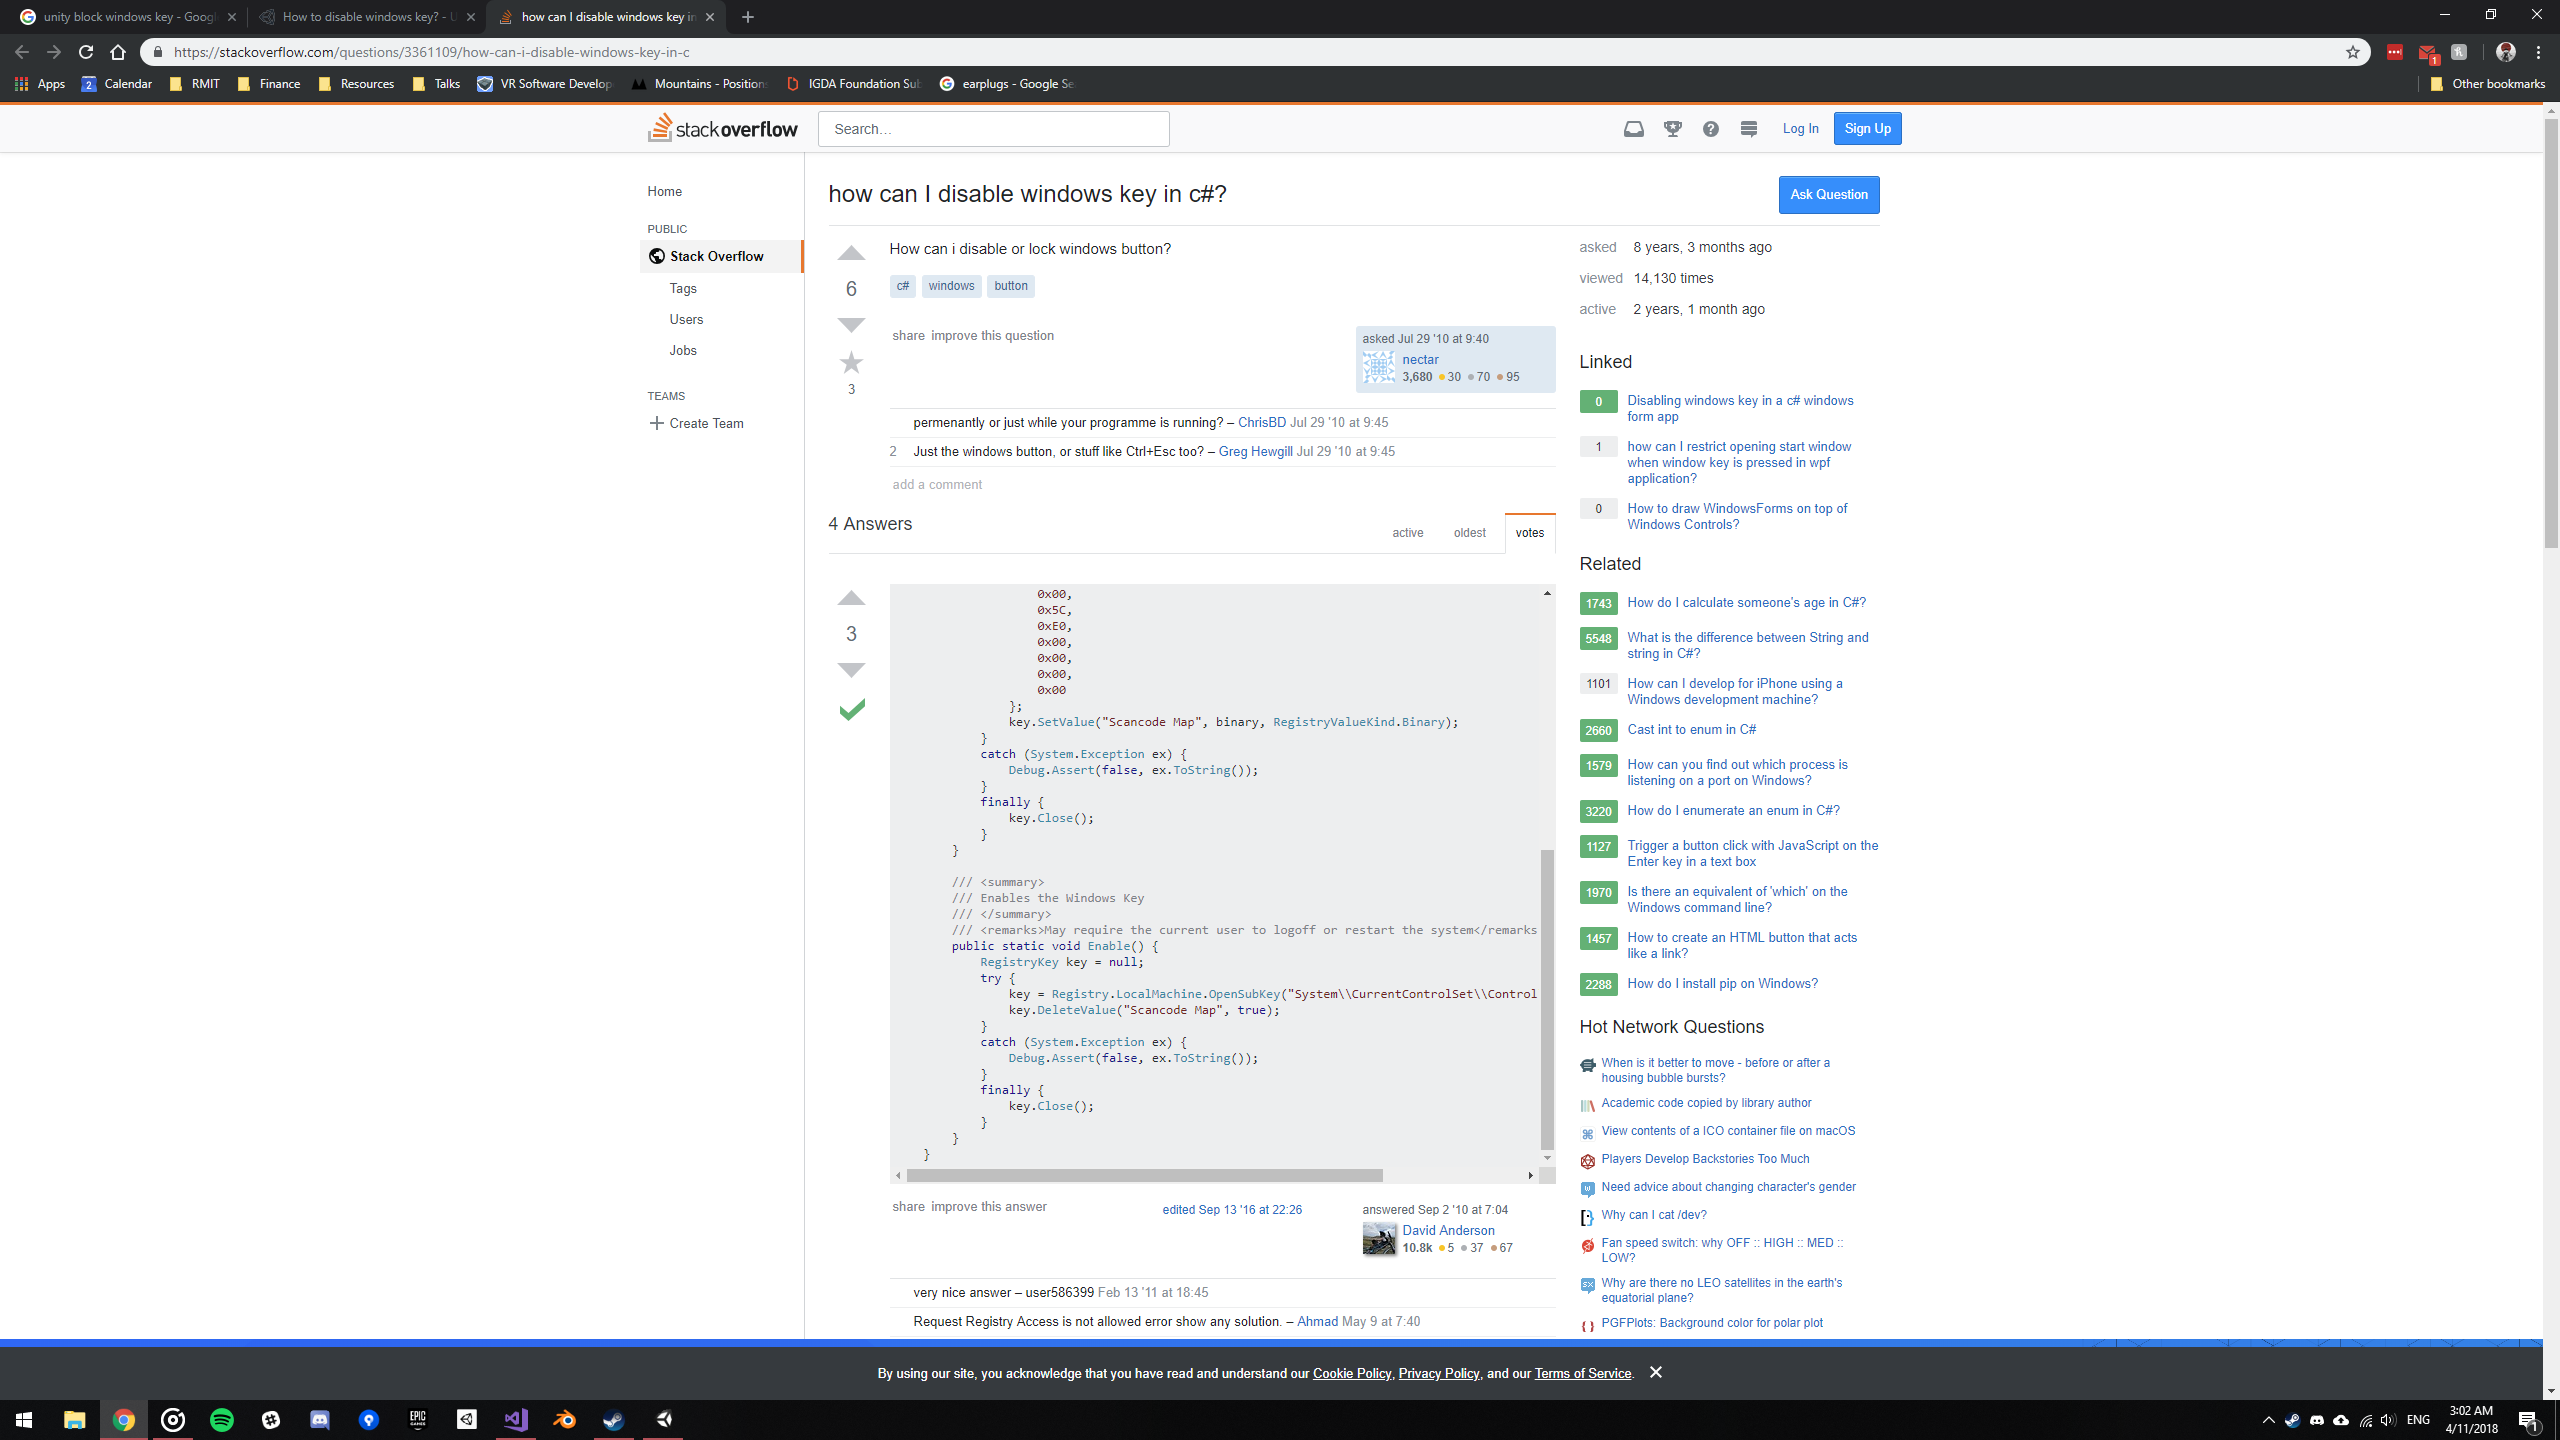 unity block windows key - Googl
How to disable windows key? - U
how can I disable windows key in
https://stackoverflow.com/questions/3361109/how-can-i-disable-windows-key-in-c
1
Apps
2
Calendar
RMIT
Finance
Resources
Talks
VR Software Develop
Mountains - Position
IGDA Foundation Sub
earplugs - Google Se
Other bookmarks
stackoverflow
Search…
Log In
Sign Up
Home
PUBLIC
Stack Overflow
Tags
Users
Jobs
TEAMS
Create Team
how can I disable windows key in c#?
Ask Question
6
3
How can i disable or lock windows button?
c#
windows
button
share improve this question
asked Jul 29 '10 at 9:40
nectar
3,680 30 70 95
permenantly or just while your programme is running? – ChrisBD Jul 29 '10 at 9:45
2 Just the windows button, or stuff like Ctrl+Esc too? – Greg Hewgill Jul 29 '10 at 9:45
add a comment
4 Answers
active
oldest
votes
3
0x00,
0x5C,
0xE0,
0x00,
0x00,
0x00,
0x00
};
key.SetValue("Scancode Map", binary, RegistryValueKind.Binary);
}
catch (System.Exception ex) {
Debug.Assert(false, ex.ToString());
}
finally {
key.Close();
}
}
/// <summary>
/// Enables the Windows Key
/// </summary>
/// <remarks>May require the current user to logoff or restart the system</remarks
public static void Enable() {
RegistryKey key = null;
try {
key = Registry.LocalMachine.OpenSubKey("System\\CurrentControlSet\\Control
key.DeleteValue("Scancode Map", true);
}
catch (System.Exception ex) {
Debug.Assert(false, ex.ToString());
}
finally {
key.Close();
}
}
}
share improve this answer
edited Sep 13 '16 at 22:26
answered Sep 2 '10 at 7:04
David Anderson
10.8k 5 37 67
very nice answer – user586399 Feb 13 '11 at 18:45
Request Registry Access is not allowed error show any solution. – Ahmad May 9 at 7:40
asked 8 years, 3 months ago
viewed 14,130 times
active 2 years, 1 month ago
Linked
0 Disabling windows key in a c# windows
form app
1 how can I restrict opening start window
when window key is pressed in wpf
application?
0 How to draw WindowsForms on top of
Windows Controls?
Related
1743 How do I calculate someone's age in C#?
5548 What is the difference between String and
string in C#?
1101 How can I develop for iPhone using a
Windows development machine?
2660 Cast int to enum in C#
1579 How can you find out which process is
listening on a port on Windows?
3220 How do I enumerate an enum in C#?
1127 Trigger a button click with JavaScript on the
Enter key in a text box
1970 Is there an equivalent of 'which' on the
Windows command line?
1457 How to create an HTML button that acts
like a link?
2288 How do I install pip on Windows?
Hot Network Questions
When is it better to move - before or after a
housing bubble bursts?
Academic code copied by library author
View contents of a ICO container file on macOS
Players Develop Backstories Too Much
Need advice about changing character's gender
Why can I cat /dev?
Fan speed switch: why OFF :: HIGH :: MED ::
LOW?
Why are there no LEO satellites in the earth's
equatorial plane?
PGFPlots: Background color for polar plot
By using our site, you acknowledge that you have read and understand our Cookie Policy, Privacy Policy, and our Terms of Service.
EPIC
GAMES
ENG
3:02 AM
4/11/2018
1